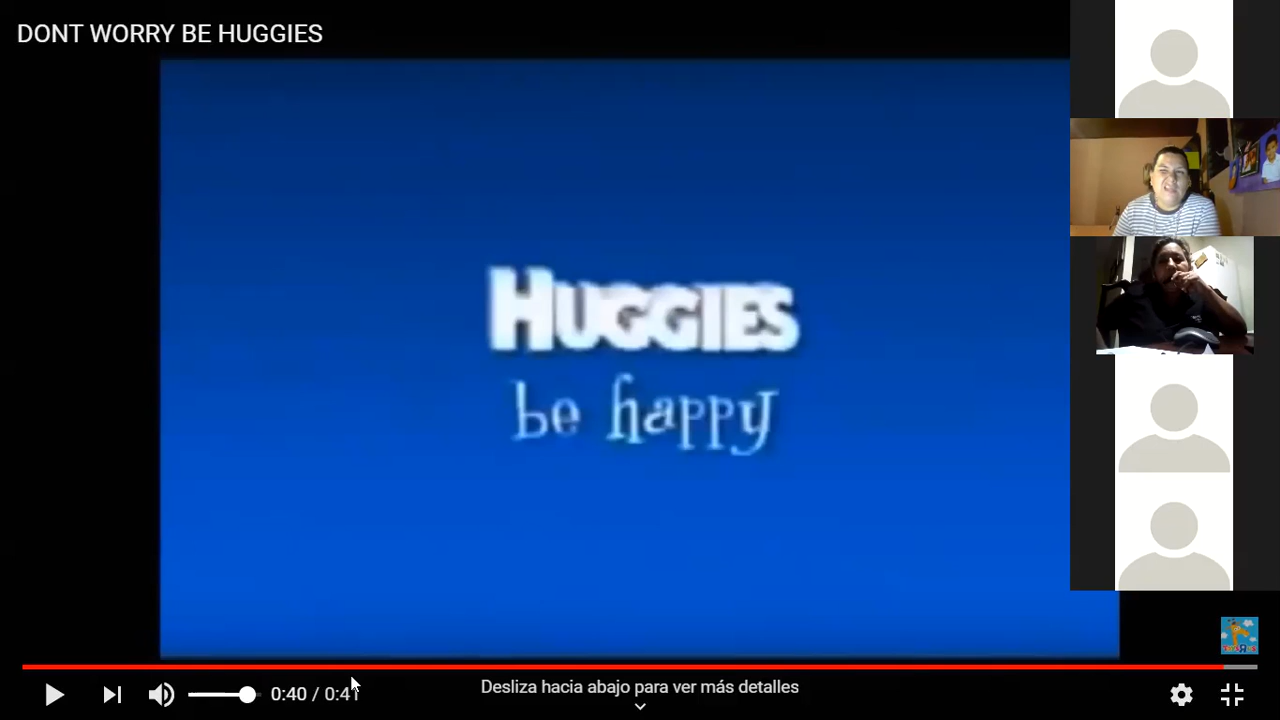 DONT WORRY BE HUGGIES
HUGGIES
be happy
0:40 / 0:41
Desliza hacia abajo para ver más detalles